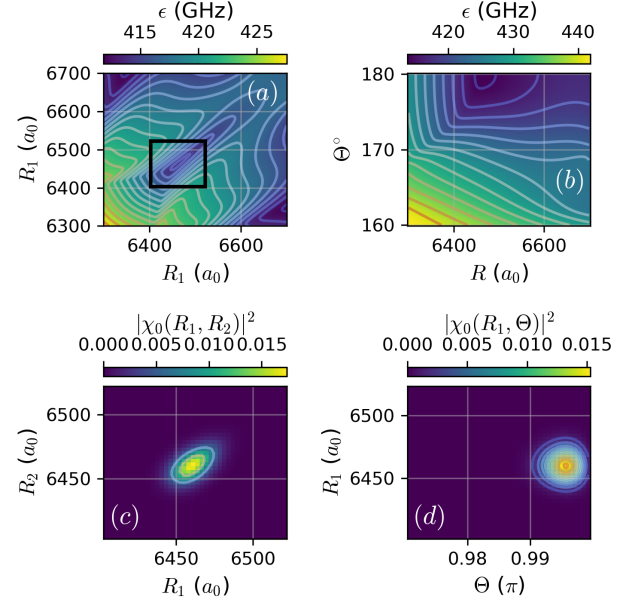 ϵ (GHz)
415 420 425
6700
6600
6500
6400
6300
R₁ (a₀)
(a)
6400 6600
R₁ (a₀)
ϵ (GHz)
420 430 440
180
170
160
Θ°
(b)
6400 6600
R (a₀)
|χ₀(R₁, R₂)|²
0.000 0.005 0.010 0.015
6500
6450
R₂ (a₀)
(c)
6450 6500
R₁ (a₀)
|χ₀(R₁, Θ)|²
0.000 0.005 0.010 0.015
6500
6450
R₁ (a₀)
(d)
0.98 0.99
Θ (π)